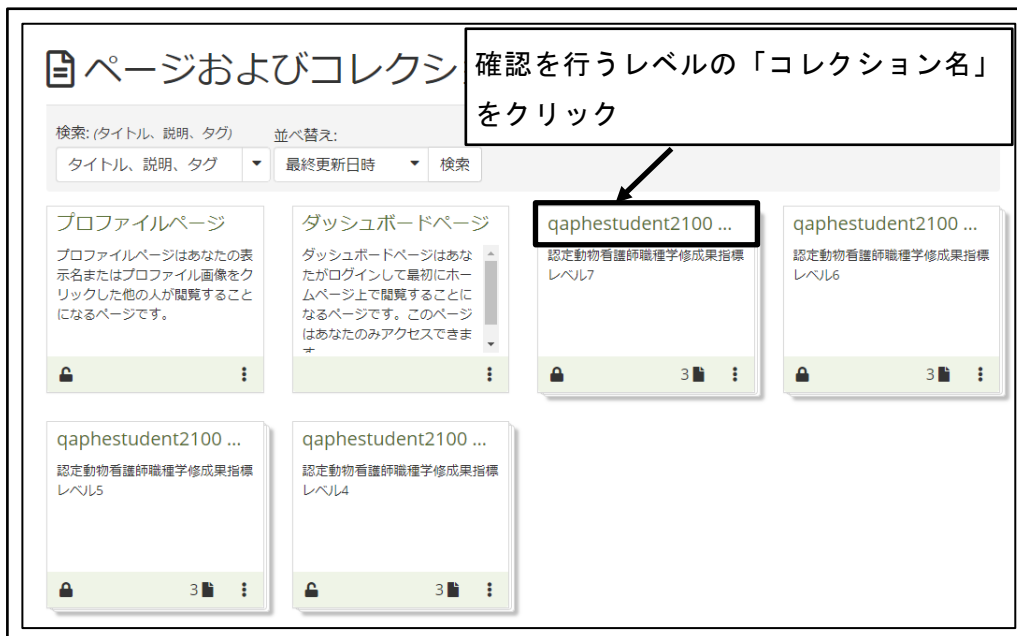 ページおよびコレクシ
確認を行うレベルの「コレクション名」
をクリック
検索: (タイトル、説明、タグ)
並べ替え:
タイトル、説明、タグ
最終更新日時
検索
プロファイルページ
プロファイルページはあなたの表
示名またはプロファイル画像をク
リックした他の人が閲覧すること
になるページです。
ダッシュボードページ
ダッシュボードページはあな
たがログインして最初にホー
ムページ上で閲覧することに
なるページです。このページ
はあなたのみアクセスできま
す
qaphestudent2100 ...
認定動物看護師職種学修成果指標
レベル7
3
qaphestudent2100 ...
認定動物看護師職種学修成果指標
レベル6
3
qaphestudent2100 ...
認定動物看護師職種学修成果指標
レベル5
3
qaphestudent2100 ...
認定動物看護師職種学修成果指標
レベル4
3